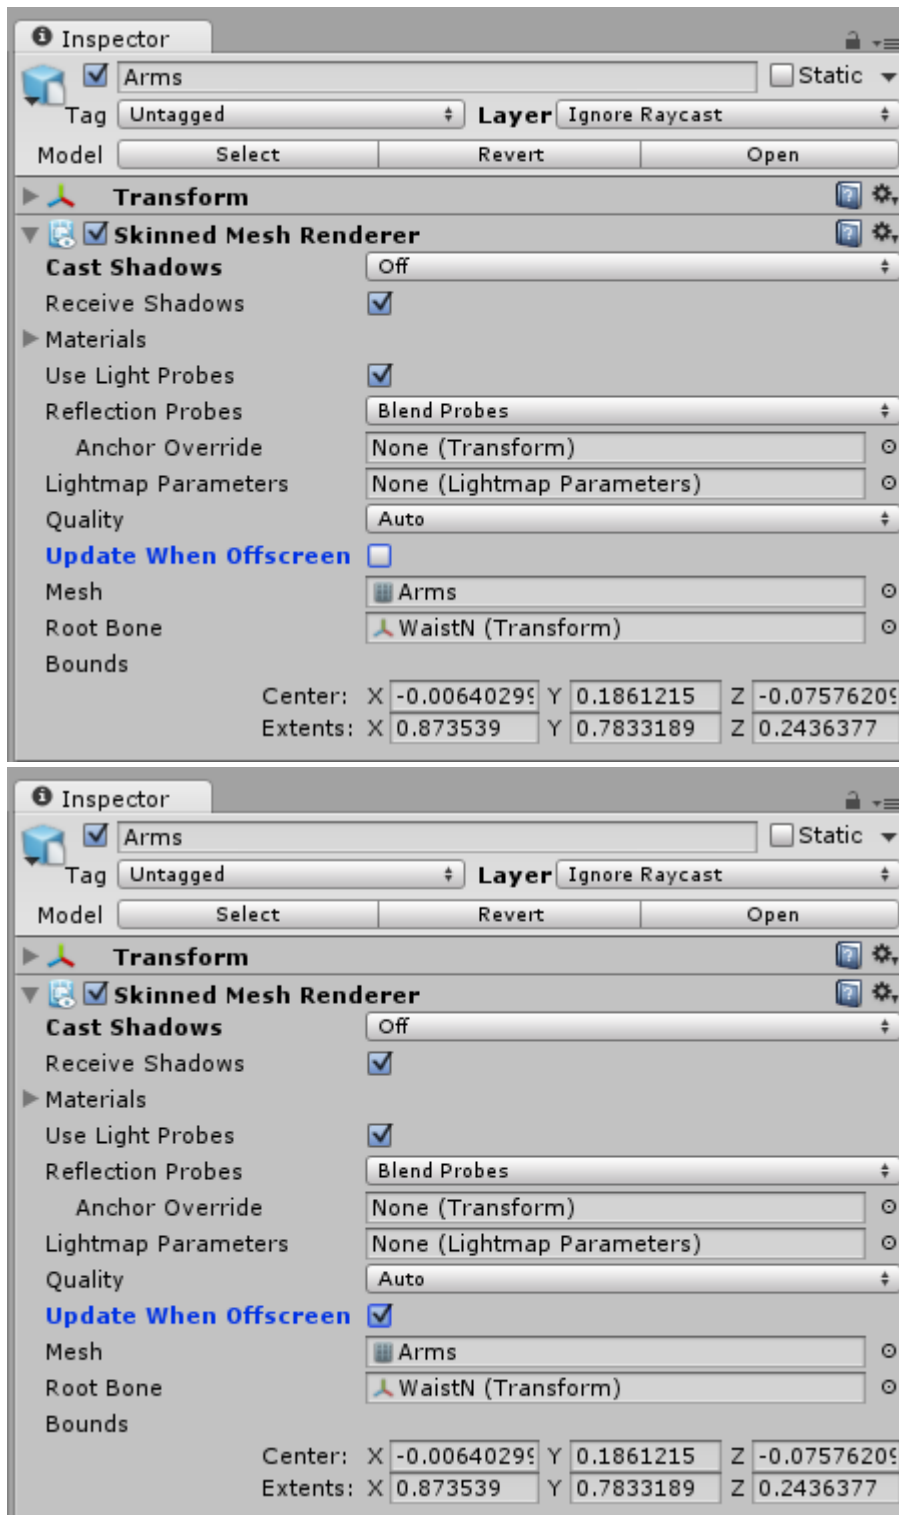 Inspector
Arms Static
Tag Untagged Layer Ignore Raycast
Model Select Revert Open
Transform
Skinned Mesh Renderer
Cast Shadows Off
Receive Shadows
Materials
Use Light Probes
Reflection Probes Blend Probes
Anchor Override None (Transform)
Lightmap Parameters None (Lightmap Parameters)
Quality Auto
Update When Offscreen
Mesh Arms
Root Bone WaistN (Transform)
Bounds
Center: X -0.00640299 Y 0.1861215 Z -0.07576209
Extents: X 0.873539 Y 0.7833189 Z 0.2436377
Inspector
Arms Static
Tag Untagged Layer Ignore Raycast
Model Select Revert Open
Transform
Skinned Mesh Renderer
Cast Shadows Off
Receive Shadows
Materials
Use Light Probes
Reflection Probes Blend Probes
Anchor Override None (Transform)
Lightmap Parameters None (Lightmap Parameters)
Quality Auto
Update When Offscreen
Mesh Arms
Root Bone WaistN (Transform)
Bounds
Center: X -0.00640299 Y 0.1861215 Z -0.07576209
Extents: X 0.873539 Y 0.7833189 Z 0.2436377